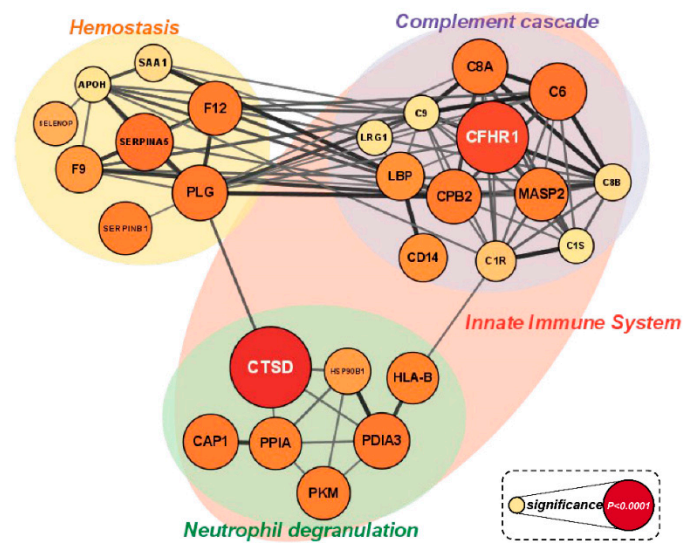 Hemostasis
Complement cascade
SAA1
APOH
C8A
C6
SELENOP
F12
C9
LRG1
CFHR1
SERPINA5
F9
PLG
LBP
CPB2
MASP2
C8B
SERPINB1
CD14
C1R
C1S
Innate Immune System
CTSD
HSP90B1
HLA-B
CAP1
PPIA
PDIA3
PKM
significance
P<0.0001
Neutrophil degranulation